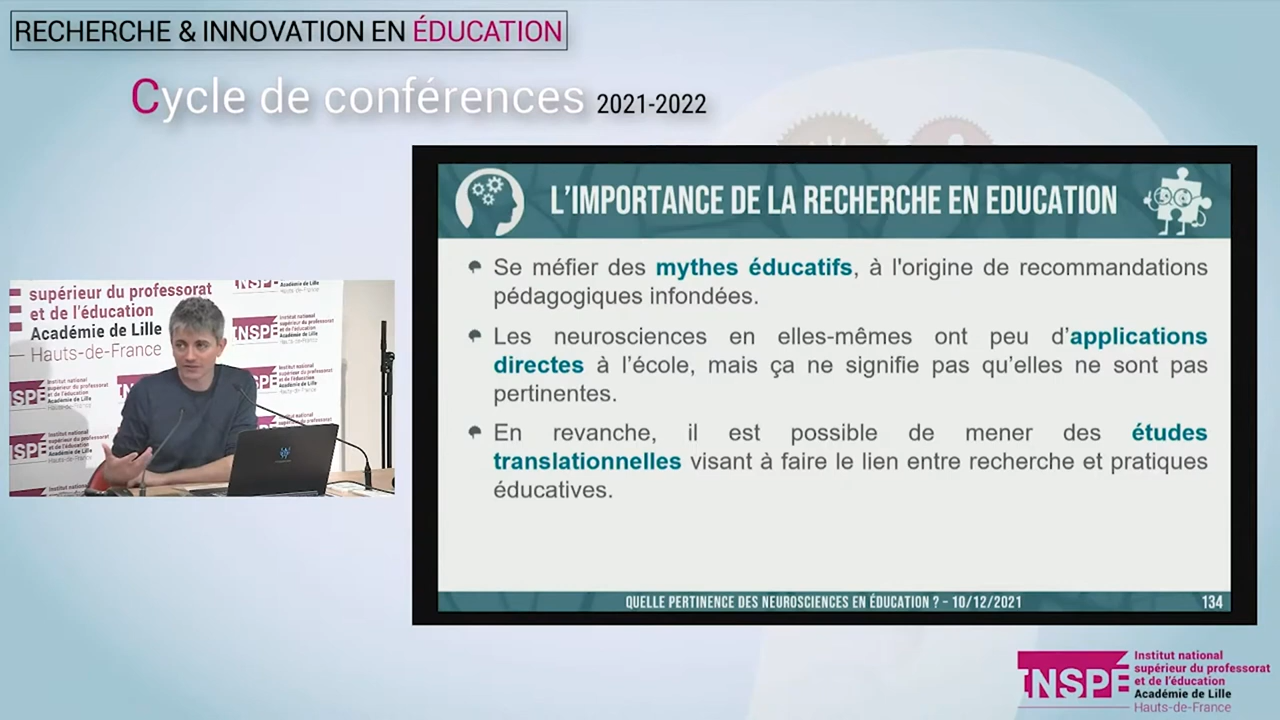 RECHERCHE & INNOVATION EN ÉDUCATION
Cycle de conférences 2021-2022
L'IMPORTANCE DE LA RECHERCHE EN EDUCATION
Se méfier des mythes éducatifs, à l'origine de recommandations
pédagogiques infondées.
Les neurosciences en elles-mêmes ont peu d'applications
directes à l'école, mais ça ne signifie pas qu'elles ne sont pas
pertinentes.
En revanche, il est possible de mener des études
translationnelles visant à faire le lien entre recherche et pratiques
éducatives.
QUELLE PERTINENCE DES NEUROSCIENCES EN ÉDUCATION ? – 10/12/2021
134
supérieur du professorat
et de l'éducation
Académie de Lille
Hauts-de-France
INSPÉ
Institut national
supérieur du professorat
et de l'éducation
Académie de Lille
Hauts-de-France